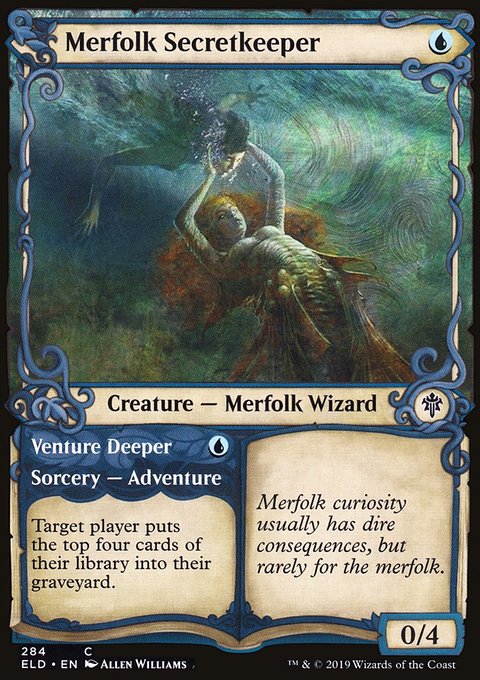 Merfolk Secretkeeper
Creature — Merfolk Wizard
Venture Deeper
Sorcery — Adventure
Target player puts
the top four cards of
their library into their
graveyard.
Merfolk curiosity
usually has dire
consequences, but
rarely for the merfolk.
0/4
284 C
ELD • EN Allen Williams
™ & © 2019 Wizards of the Coast